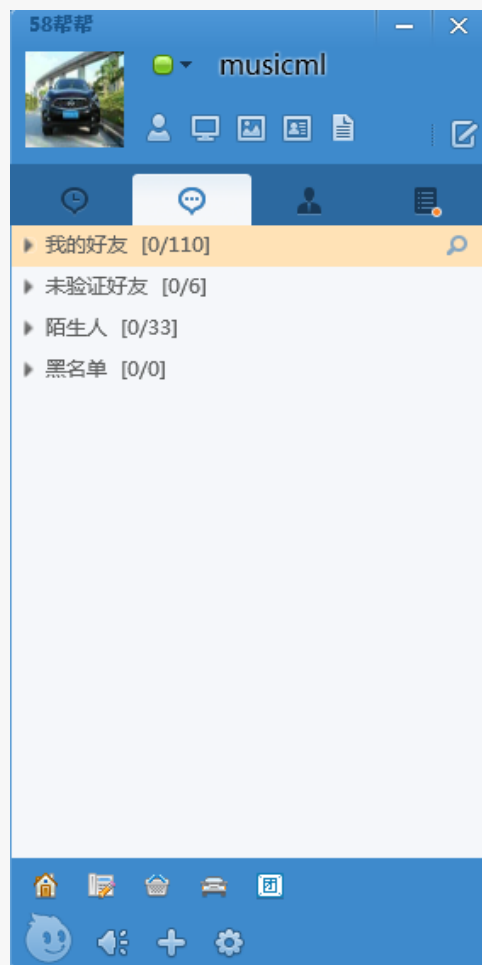 58帮帮
musicml
我的好友 [0/110]
未验证好友 [0/6]
陌生人 [0/33]
黑名单 [0/0]
团